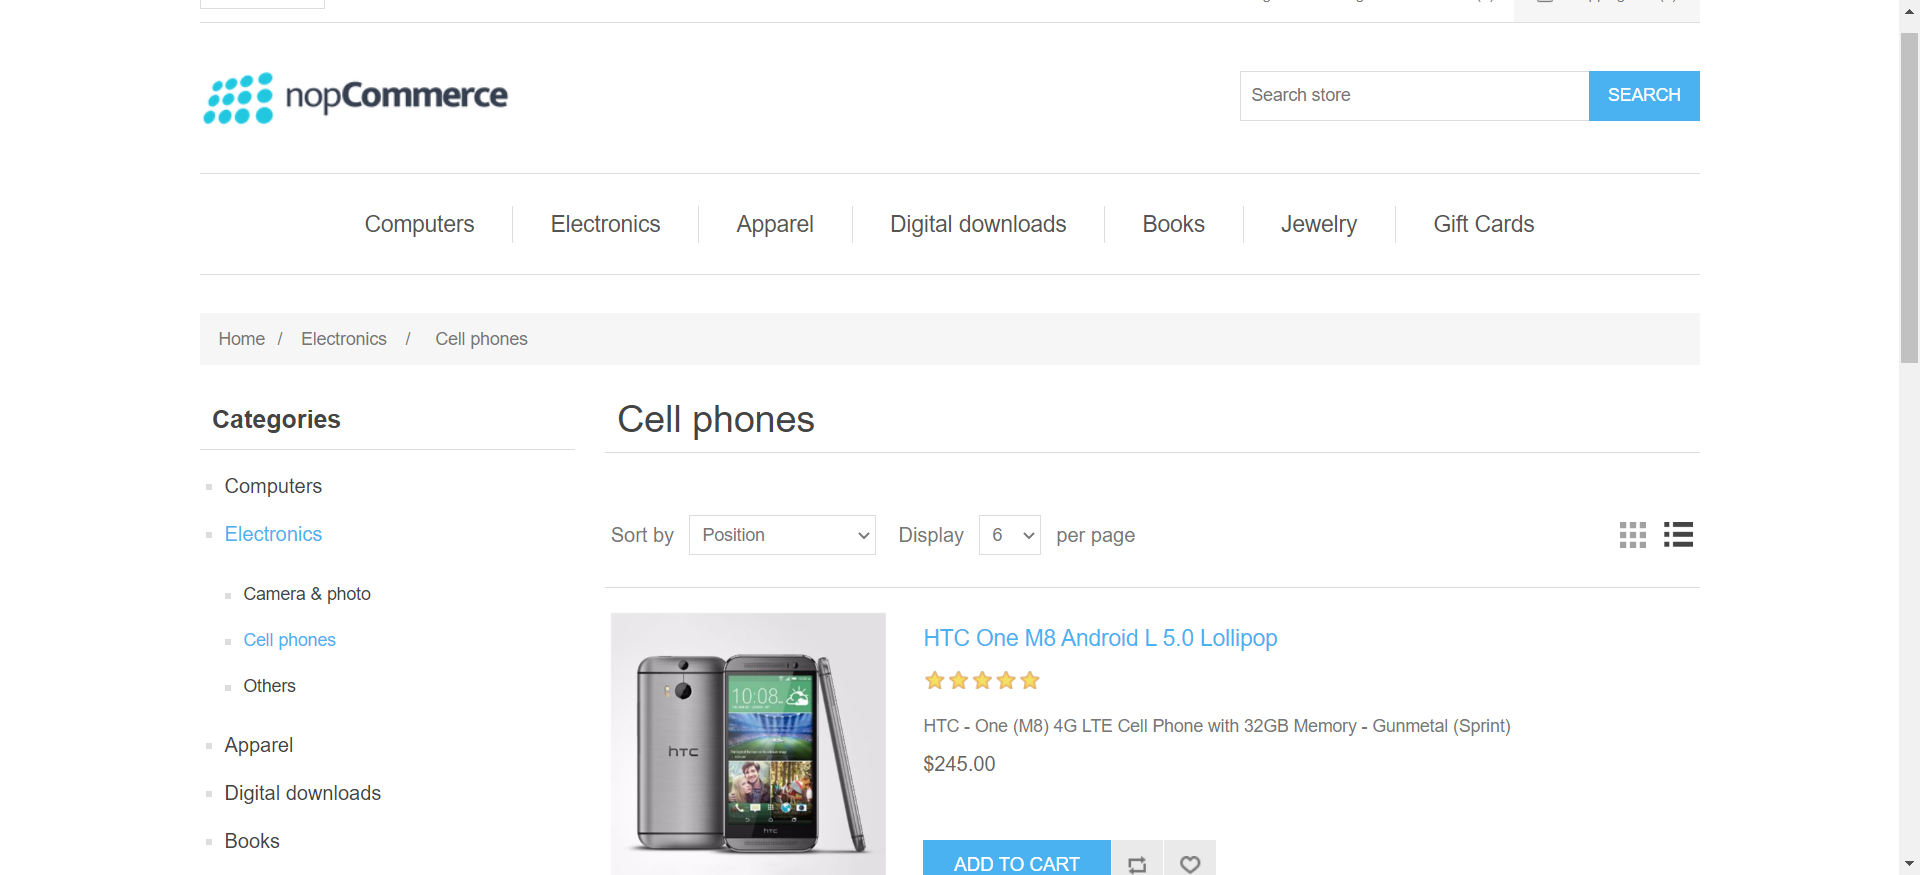 nopCommerce
Search store
SEARCH
Computers
Electronics
Apparel
Digital downloads
Books
Jewelry
Gift Cards
Home / Electronics / Cell phones
Categories
Computers
Electronics
Camera & photo
Cell phones
Others
Apparel
Digital downloads
Books
Cell phones
Sort by Position Display 6 per page
HTC One M8 Android L 5.0 Lollipop
HTC - One (M8) 4G LTE Cell Phone with 32GB Memory - Gunmetal (Sprint)
$245.00
ADD TO CART
10:08
hTC
hTC